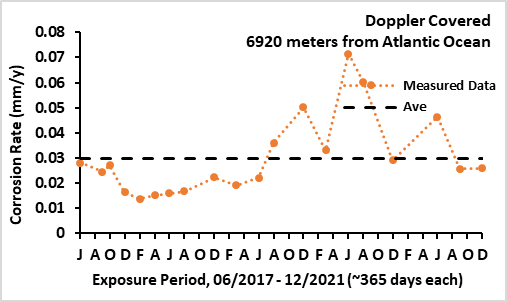 Doppler Covered
6920 meters from Atlantic Ocean
Measured Data
Ave
Corrosion Rate (mm/y)
0.08
0.07
0.06
0.05
0.04
0.03
0.02
0.01
0
J A O D F A J A O D F A J A O D F A J A O D F A J A O D
Exposure Period, 06/2017 - 12/2021 (~365 days each)